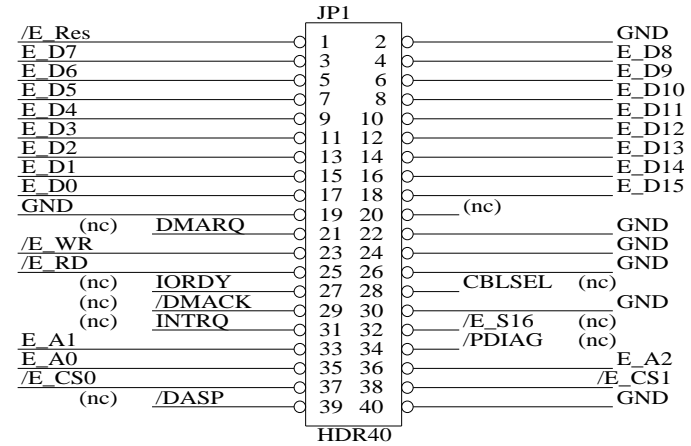 JP1
/E_Res 1 2 GND
E_D7 3 4 E_D8
E_D6 5 6 E_D9
E_D5 7 8 E_D10
E_D4 9 10 E_D11
E_D3 11 12 E_D12
E_D2 13 14 E_D13
E_D1 15 16 E_D14
E_D0 17 18 E_D15
GND 19 20 (nc)
(nc) DMARQ 21 22 GND
/E_WR 23 24 GND
/E_RD 25 26 GND
(nc) IORDY 27 28 CBLSEL (nc)
(nc) /DMACK 29 30 GND
(nc) INTRQ 31 32 /E_S16 (nc)
E_A1 33 34 /PDIAG (nc)
E_A0 35 36 E_A2
/E_CS0 37 38 /E_CS1
(nc) /DASP 39 40 GND
HDR40